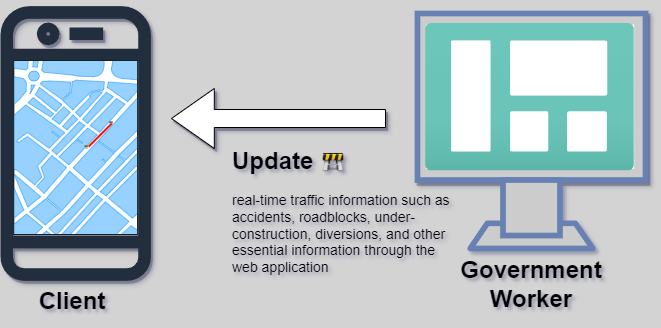 Update
real-time traffic information such as
accidents, roadblocks, under-
construction, diversions, and other
essential information through the
web application
Client
Government
Worker